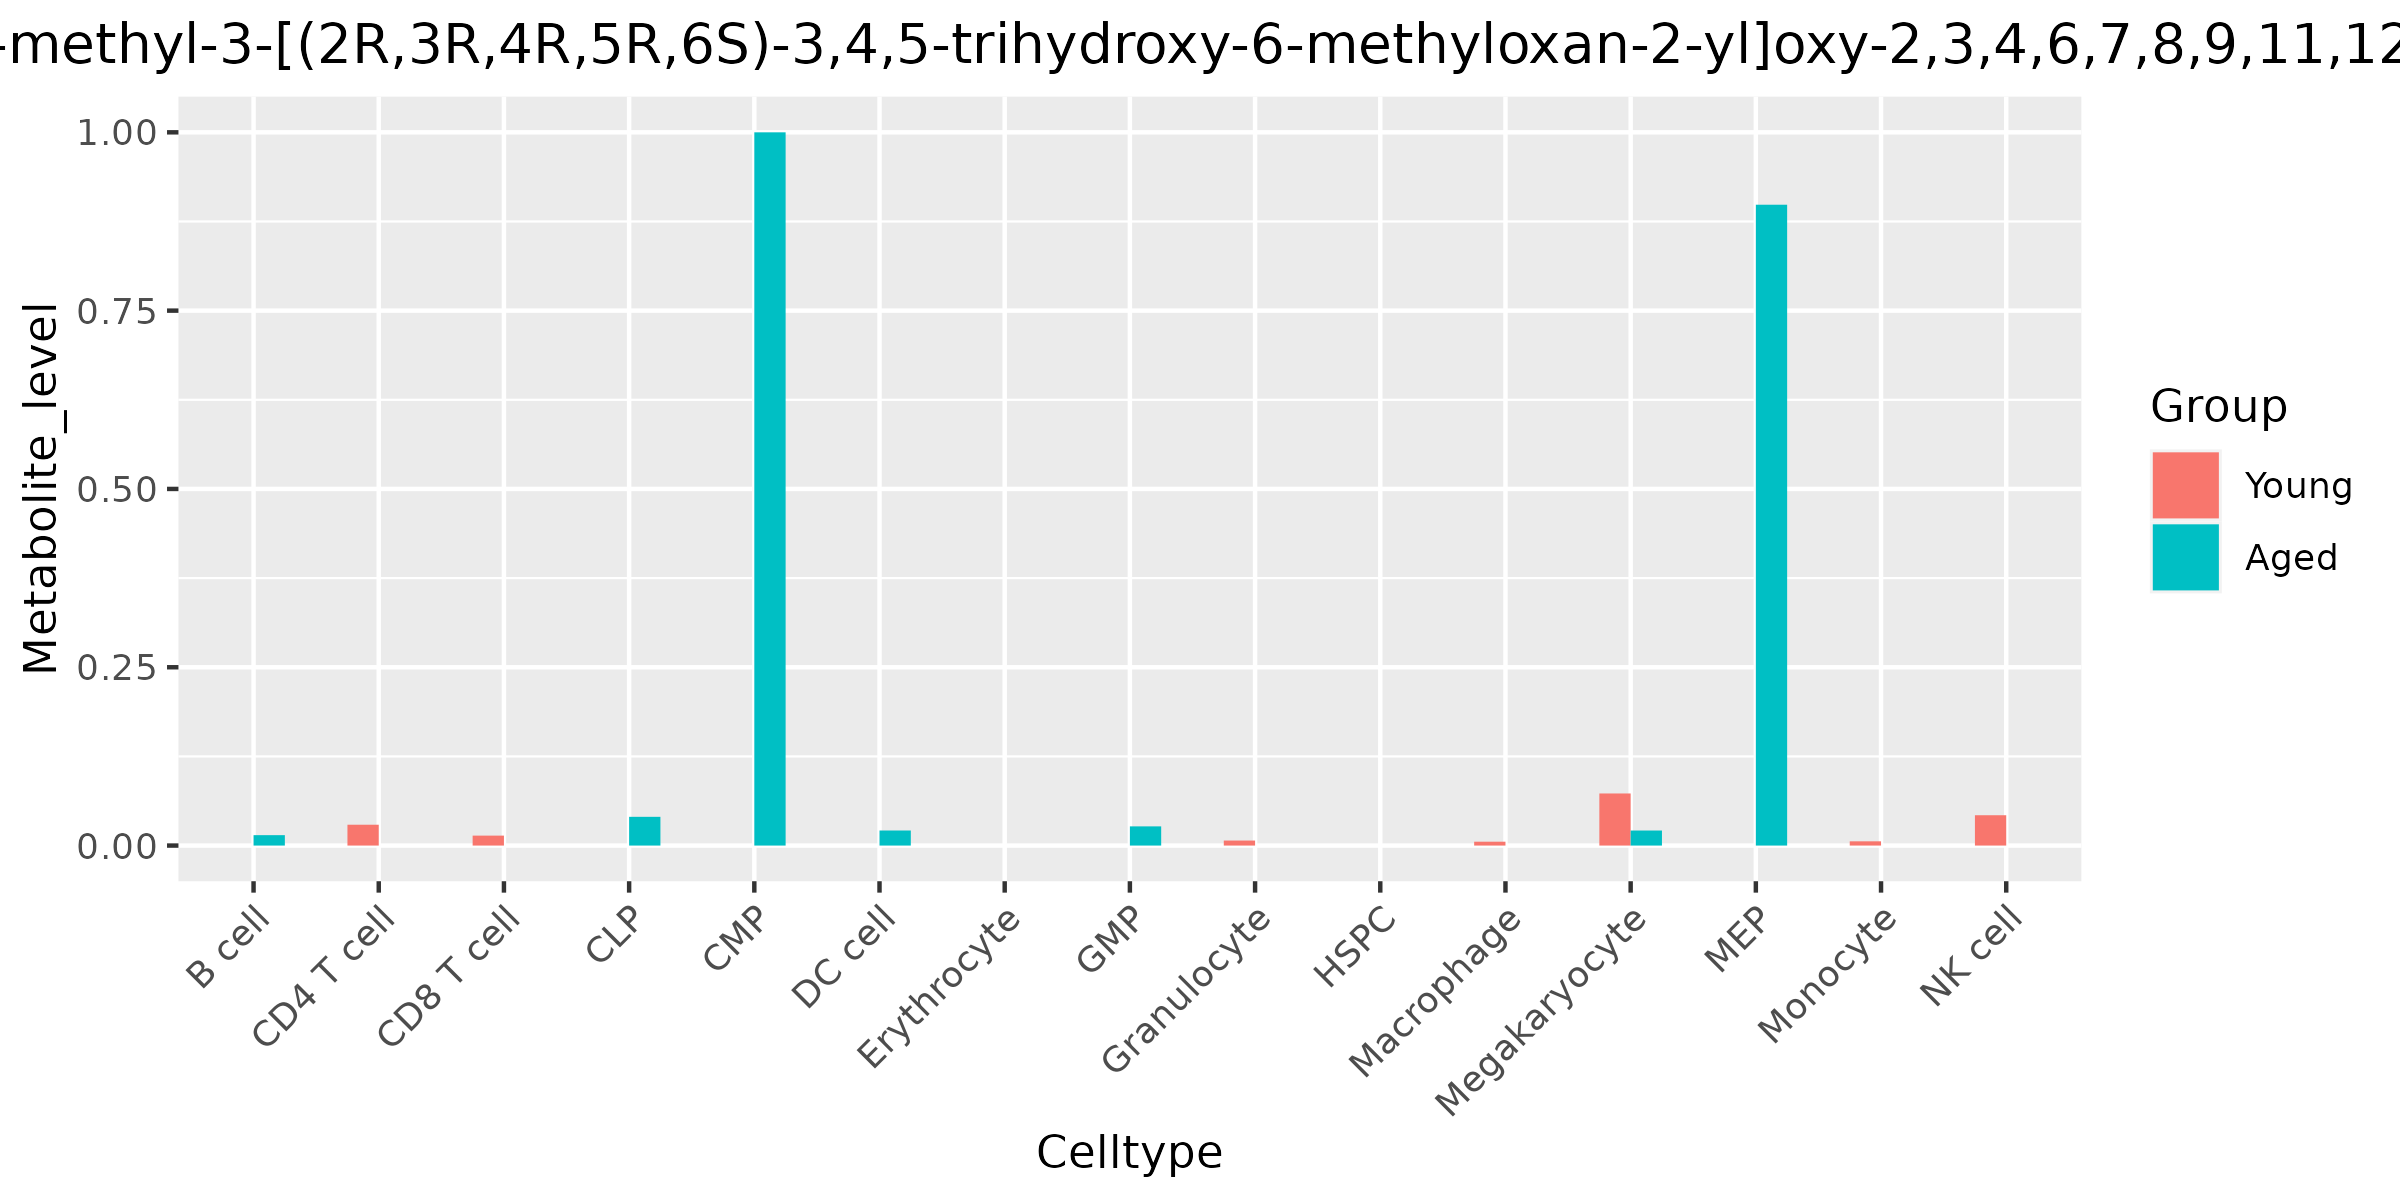 -methyl-3-[(2R,3R,4R,5R,6S)-3,4,5-trihydroxy-6-methyloxan-2-yl]oxy-2,3,4,6,7,8,9,11,12
Metabolite_level
1.00
0.75
0.50
0.25
0.00
B cell
CD4 T cell
CD8 T cell
CLP
CMP
DC cell
Erythrocyte
GMP
Granulocyte
HSPC
Macrophage
Megakaryocyte
MEP
Monocyte
NK cell
Celltype
Group
Young
Aged